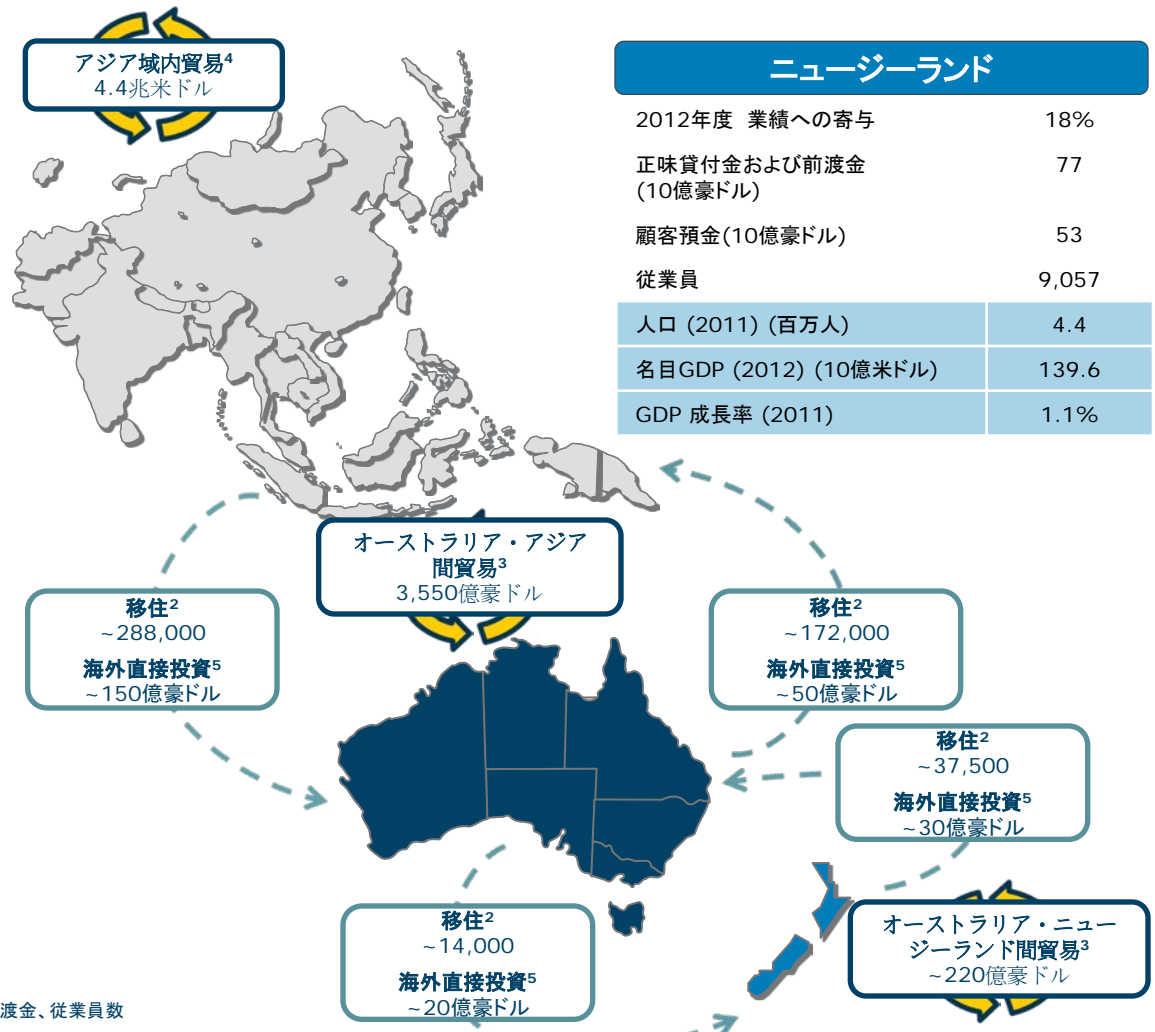 アジア域内貿易⁴
4.4兆米ドル
ニュージーランド
2012年度 業績への寄与 18%
正味貸付金および前渡金
(10億豪ドル) 77
顧客預金(10億豪ドル) 53
従業員 9,057
人口 (2011) (百万人) 4.4
名目GDP (2012) (10億米ドル) 139.6
GDP 成長率 (2011) 1.1%
オーストラリア・アジア
間貿易³
3,550億豪ドル
移住²
~288,000
海外直接投資⁵
~150億豪ドル
移住²
~172,000
海外直接投資⁵
~50億豪ドル
移住²
~37,500
海外直接投資⁵
~30億豪ドル
移住²
~14,000
海外直接投資⁵
~20億豪ドル
オーストラリア・ニュー
ジーランド間貿易³
~220億豪ドル
渡金、従業員数